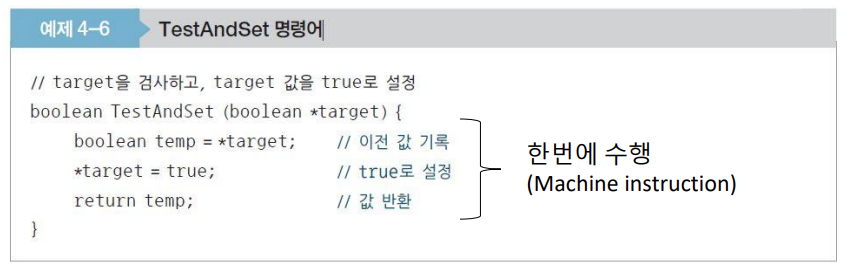 예제 4-6 TestAndSet 명령어
// target을 검사하고, target 값을 true로 설정
boolean TestAndSet (boolean *target) {
boolean temp = *target; // 이전 값 기록
*target = true; // true로 설정
return temp; // 값 반환
}
한번에 수행
(Machine instruction)